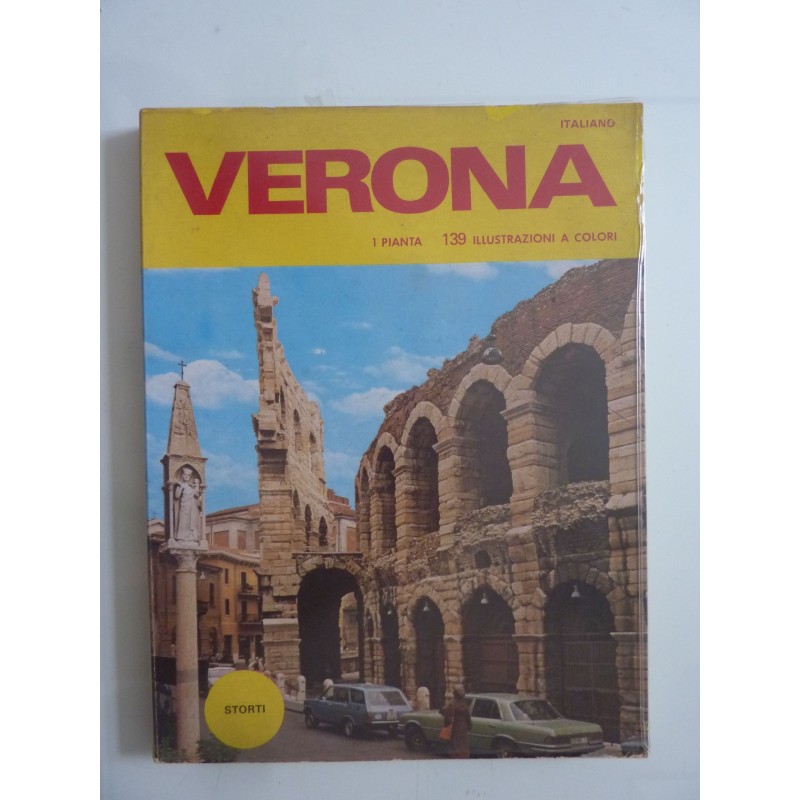 ITALIANO
VERONA
1 PIANTA 139 ILLUSTRAZIONI A COLORI
STORTI